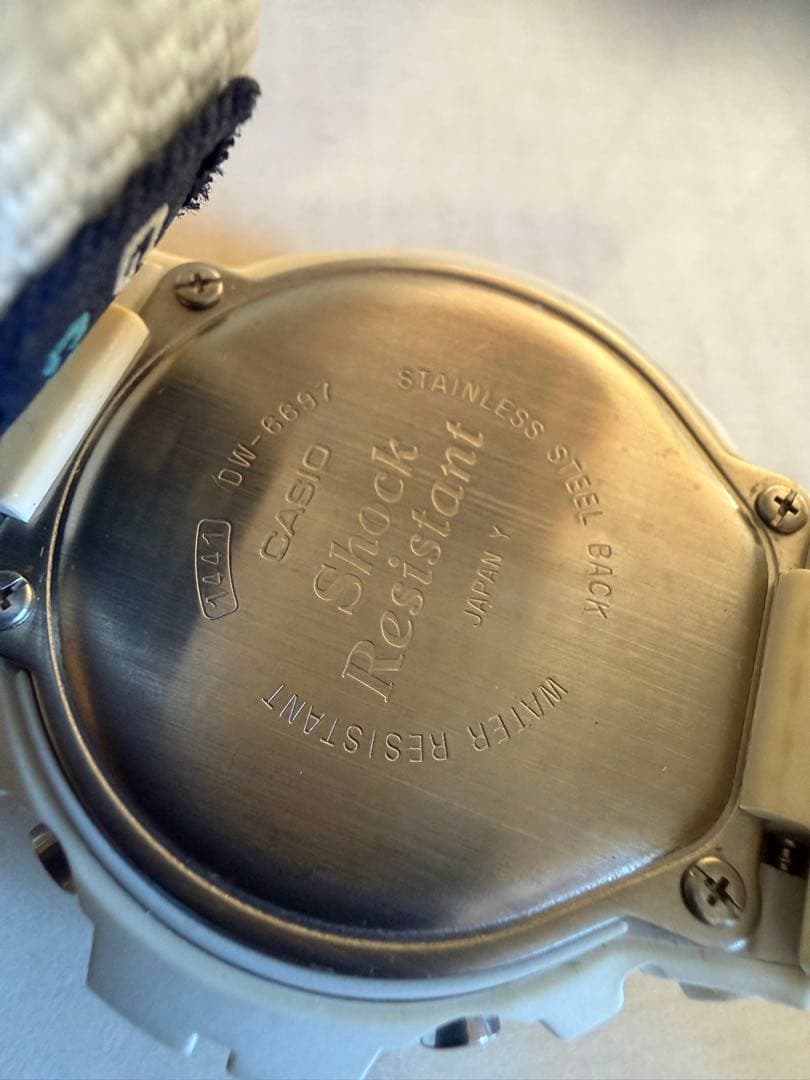 DW-6697
STAINLESS STEEL BACK
1441
CASIO
Shock
Resistant
JAPAN Y
WATER RESISTANT